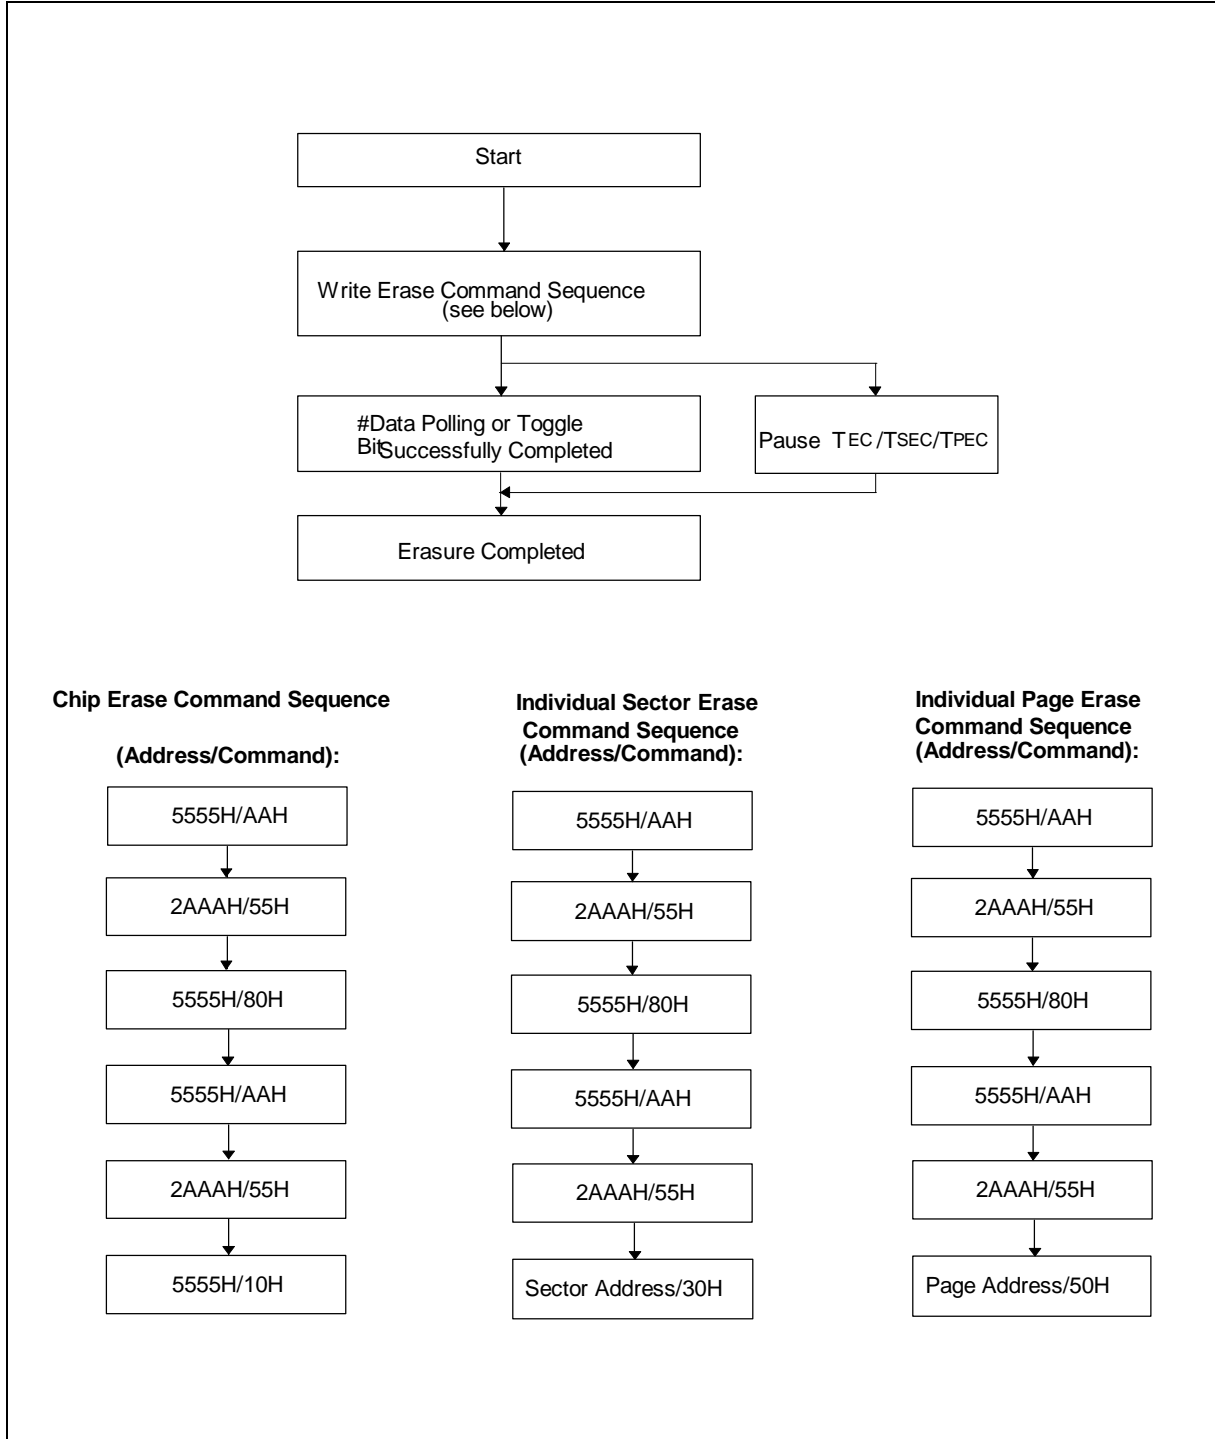 Start
Write Erase Command Sequence
(see below)
#Data Polling or Toggle
Bit
Successfully Completed
Pause TEC/TSEC/TPEC
Erasure Completed
Chip Erase Command Sequence
(Address/Command):
5555H/AAH
2AAAH/55H
5555H/80H
5555H/AAH
2AAAH/55H
5555H/10H
Individual Sector Erase
Command Sequence
(Address/Command):
5555H/AAH
2AAAH/55H
5555H/80H
5555H/AAH
2AAAH/55H
Sector Address/30H
Individual Page Erase
Command Sequence
(Address/Command):
5555H/AAH
2AAAH/55H
5555H/80H
5555H/AAH
2AAAH/55H
Page Address/50H